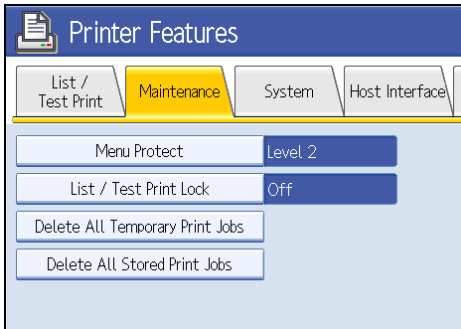 Printer Features
List /
Test Print
Maintenance
System
Host Interface
Menu Protect
Level 2
List / Test Print Lock
Off
Delete All Temporary Print Jobs
Delete All Stored Print Jobs